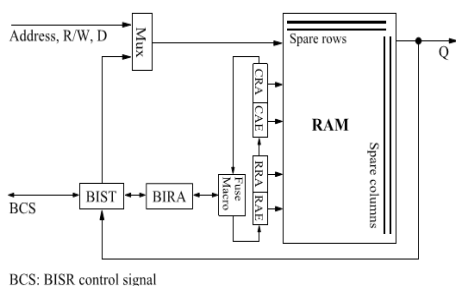 Address, R/W, D
Mux
Spare rows
Q
CRA
CAE
RAM
RRA
RAE
Spare columns
Fuse
Macro
BIST
BIRA
BCS
BCS: BISR control signal